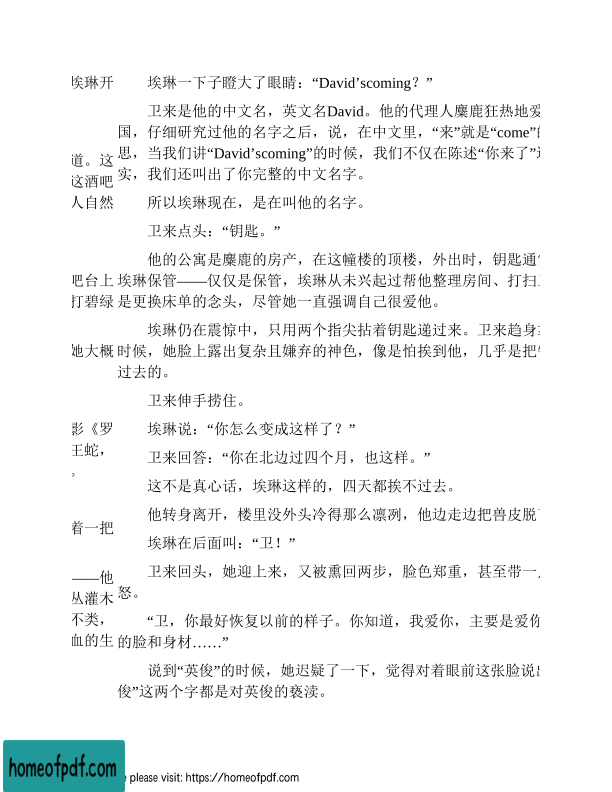 埃琳开
道。这
这酒吧
人自然
吧台上
打碧绿
她大概
影《罗
王蛇，
。
着一把
——他
丛灌木
不类，
血的生
埃琳一下子瞪大了眼睛：“David’scoming？”
卫来是他的中文名，英文名David。他的代理人麋鹿狂热地爱
国，仔细研究过他的名字之后，说，在中文里，“来”就是“come”的
思，当我们讲“David’scoming”的时候，我们不仅在陈述“你来了”这
实，我们还叫出了你完整的中文名字。
所以埃琳现在，是在叫他的名字。
卫来点头：“钥匙。”
他的公寓是麋鹿的房产，在这幢楼的顶楼，外出时，钥匙通常
埃琳保管——仅仅是保管，埃琳从未兴起过帮他整理房间、打扫
是更换床单的念头，尽管她一直强调自己很爱他。
埃琳仍在震惊中，只用两个指尖拈着钥匙递过来。卫来趋身
时候，她脸上露出复杂且嫌弃的神色，像是怕挨到他，几乎是把
过去的。
卫来伸手捞住。
埃琳说：“你怎么变成这样了？”
卫来回答：“你在北边过四个月，也这样。”
这不是真心话，埃琳这样的，四天都挨不过去。
他转身离开，楼里没外头冷得那么凛冽，他边走边把兽皮脱
埃琳在后面叫：“卫！”
卫来回头，她迎上来，又被熏回两步，脸色郑重，甚至带一
怒。
“卫，你最好恢复以前的样子。你知道，我爱你，主要是爱你
的脸和身材……”
说到“英俊”的时候，她迟疑了一下，觉得对着眼前这张脸说出
俊”这两个字都是对英俊的亵渎。
homeofpdf.com
e please visit: https://homeofpdf.com